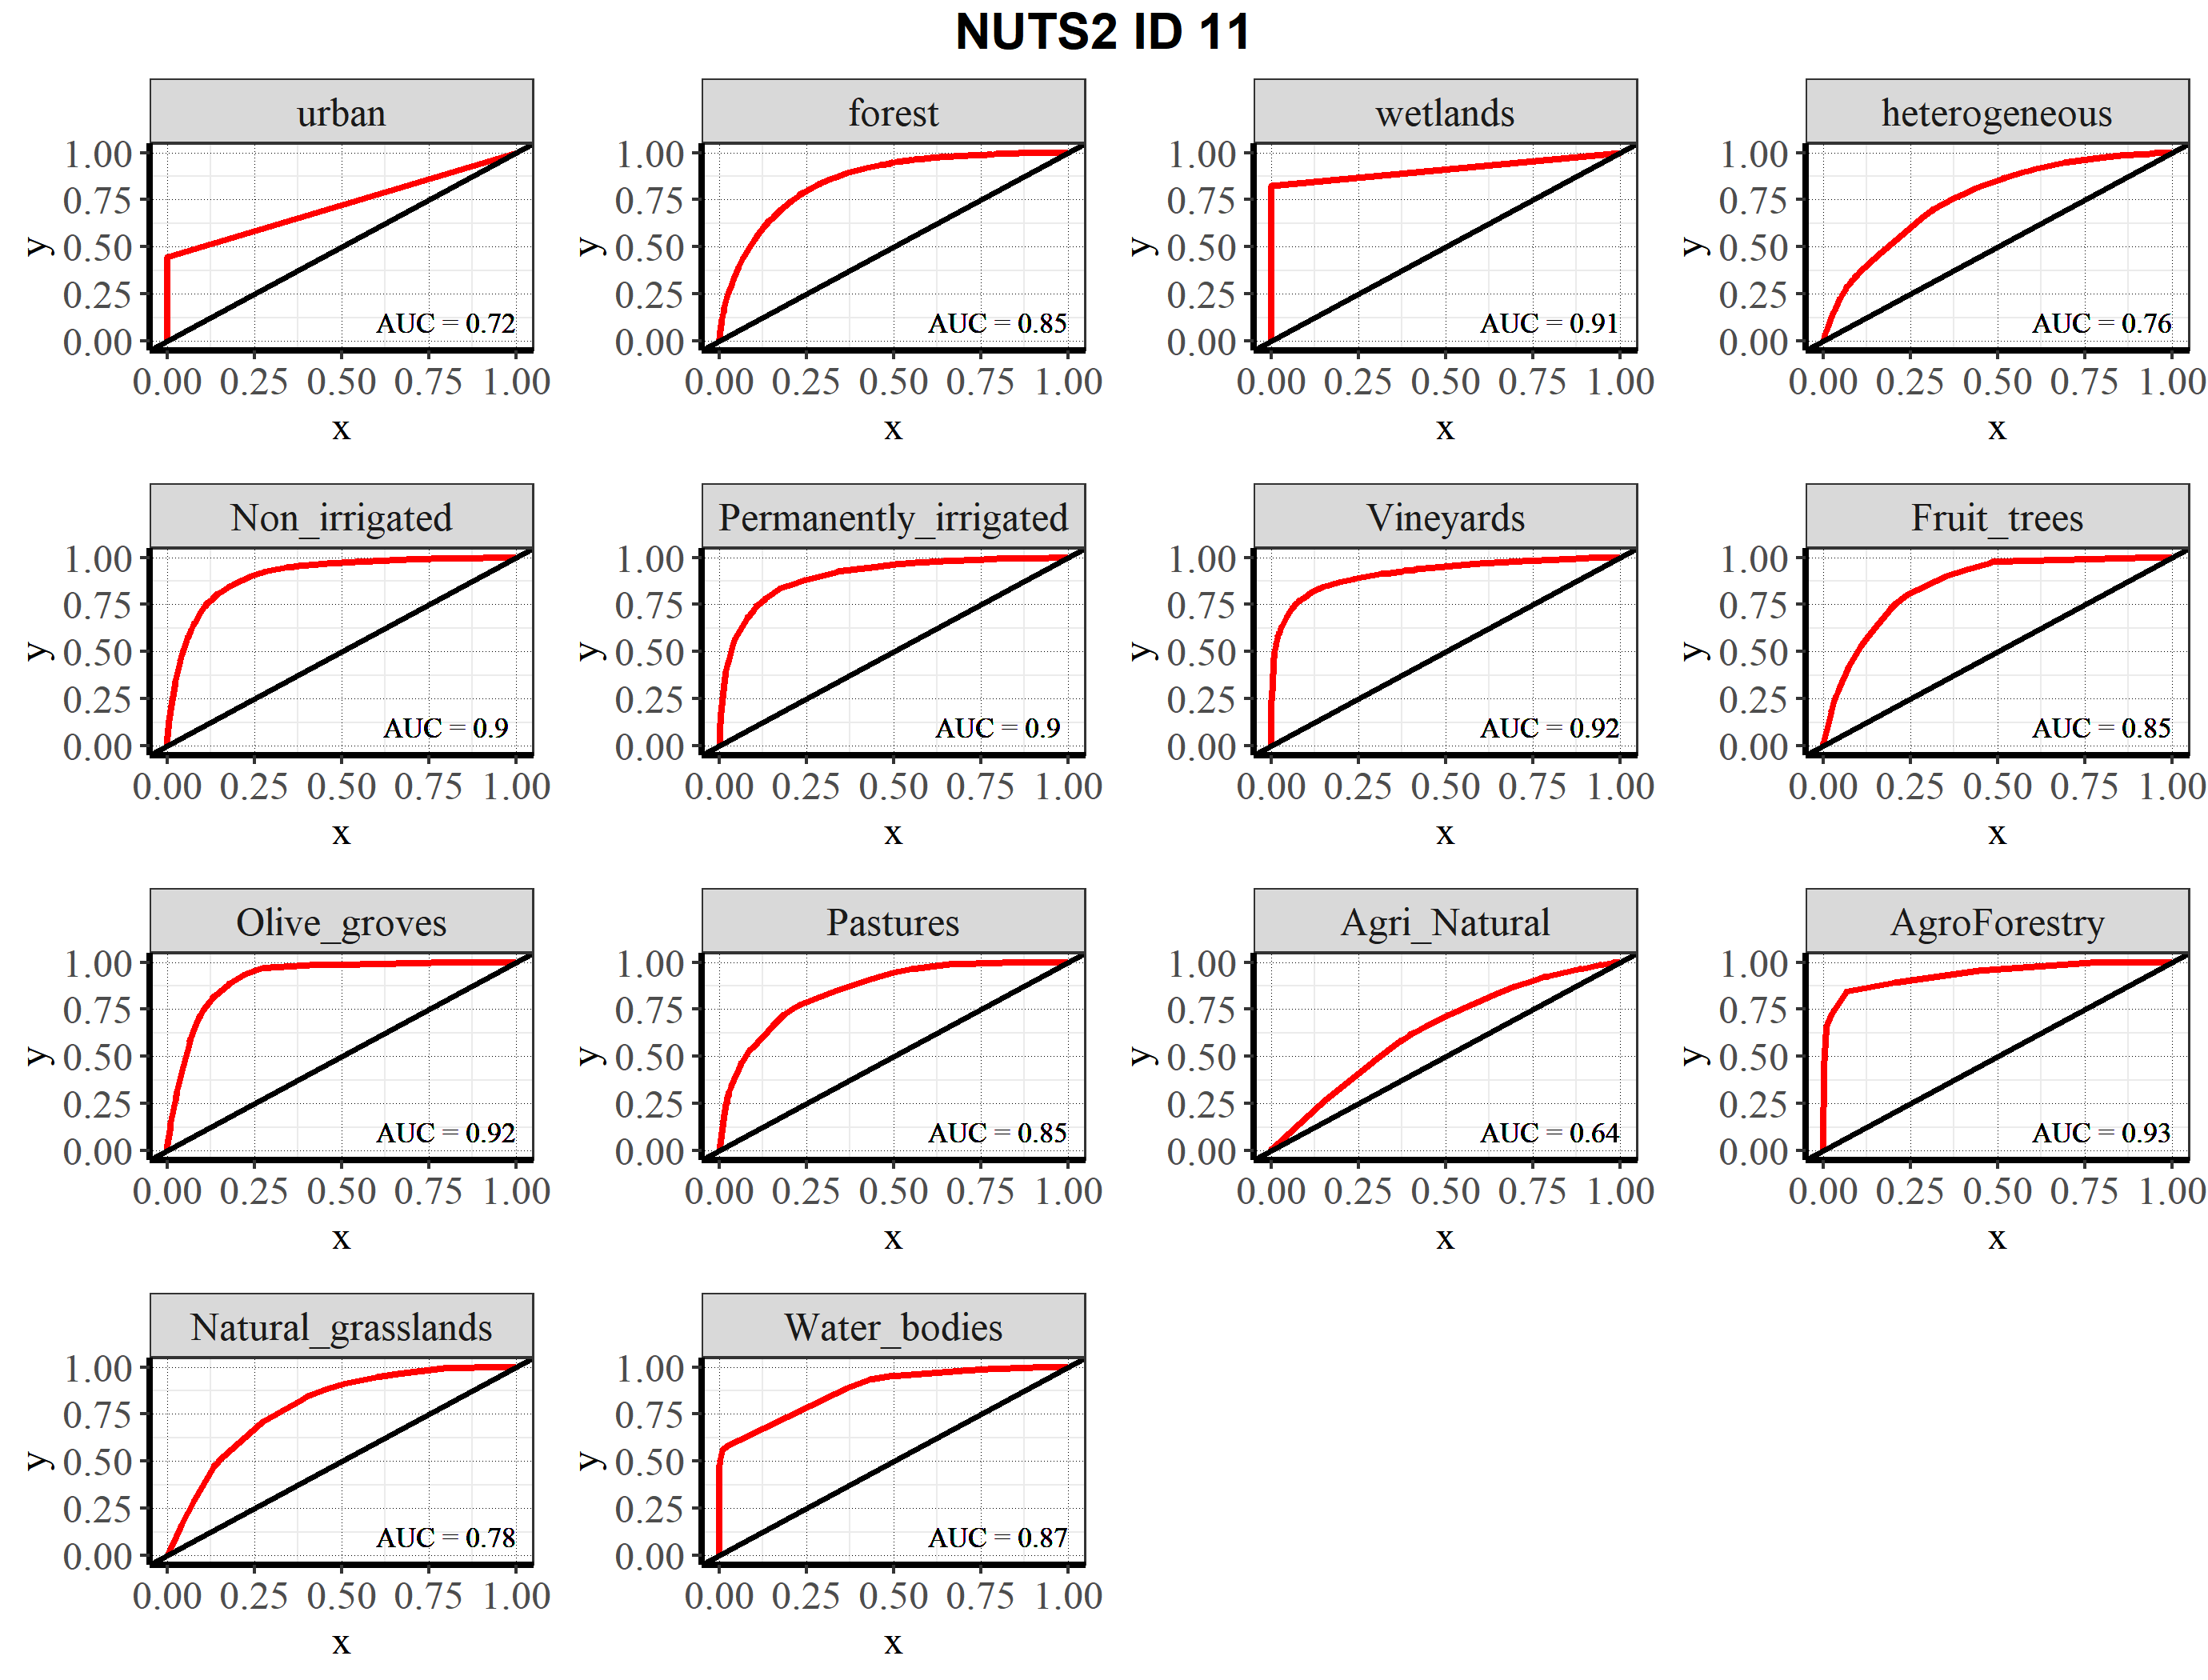 NUTS2 ID 11
urban
forest
wetlands
heterogeneous
y
1.00
0.75
0.50
0.25
0.00
AUC = 0.72
0.00 0.25 0.50 0.75 1.00
x
y
1.00
0.75
0.50
0.25
0.00
AUC = 0.85
0.00 0.25 0.50 0.75 1.00
x
y
1.00
0.75
0.50
0.25
0.00
AUC = 0.91
0.00 0.25 0.50 0.75 1.00
x
y
1.00
0.75
0.50
0.25
0.00
AUC = 0.76
0.00 0.25 0.50 0.75 1.00
x
Non_irrigated
Permanently_irrigated
Vineyards
Fruit_trees
y
1.00
0.75
0.50
0.25
0.00
AUC = 0.9
0.00 0.25 0.50 0.75 1.00
x
y
1.00
0.75
0.50
0.25
0.00
AUC = 0.9
0.00 0.25 0.50 0.75 1.00
x
y
1.00
0.75
0.50
0.25
0.00
AUC = 0.92
0.00 0.25 0.50 0.75 1.00
x
y
1.00
0.75
0.50
0.25
0.00
AUC = 0.85
0.00 0.25 0.50 0.75 1.00
x
Olive_groves
Pastures
Agri_Natural
AgroForestry
y
1.00
0.75
0.50
0.25
0.00
AUC = 0.92
0.00 0.25 0.50 0.75 1.00
x
y
1.00
0.75
0.50
0.25
0.00
AUC = 0.85
0.00 0.25 0.50 0.75 1.00
x
y
1.00
0.75
0.50
0.25
0.00
AUC = 0.64
0.00 0.25 0.50 0.75 1.00
x
y
1.00
0.75
0.50
0.25
0.00
AUC = 0.93
0.00 0.25 0.50 0.75 1.00
x
Natural_grasslands
Water_bodies
y
1.00
0.75
0.50
0.25
0.00
AUC = 0.78
0.00 0.25 0.50 0.75 1.00
x
y
1.00
0.75
0.50
0.25
0.00
AUC = 0.87
0.00 0.25 0.50 0.75 1.00
x